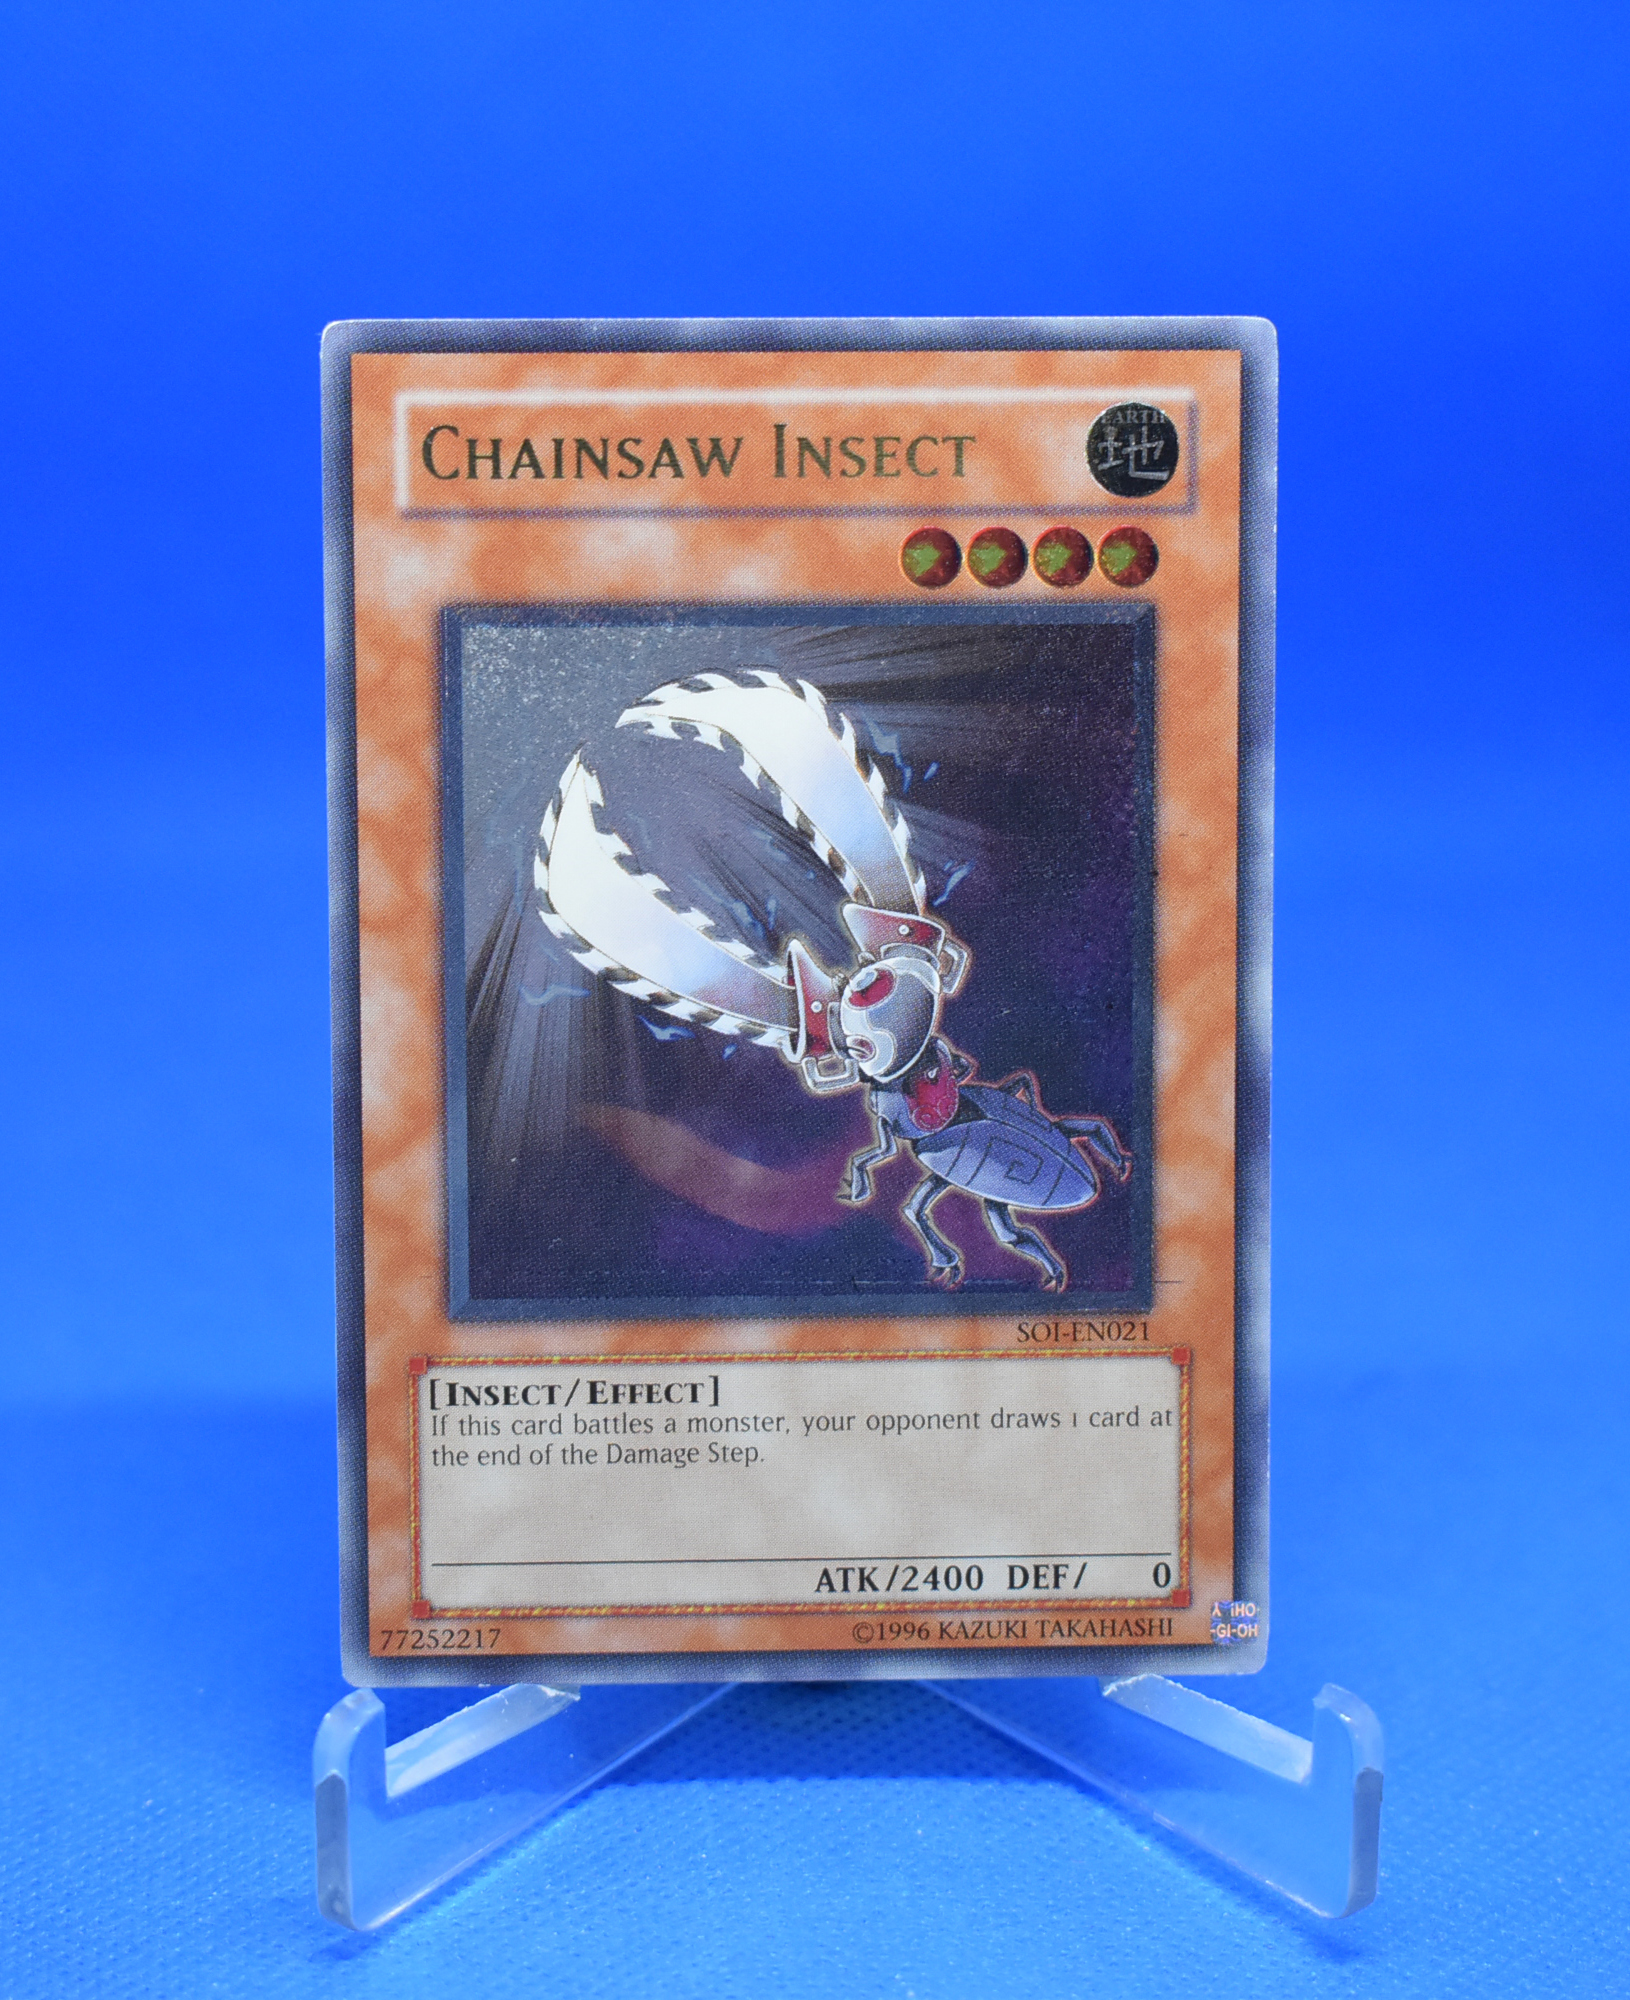 CHAINSAW INSECT
EARTH
地
SOI-EN021
[INSECT/EFFECT]
If this card battles a monster, your opponent draws 1 card at
the end of the Damage Step.
ATK/2400 DEF/ 0
77252217
©1996 KAZUKI TAKAHASHI